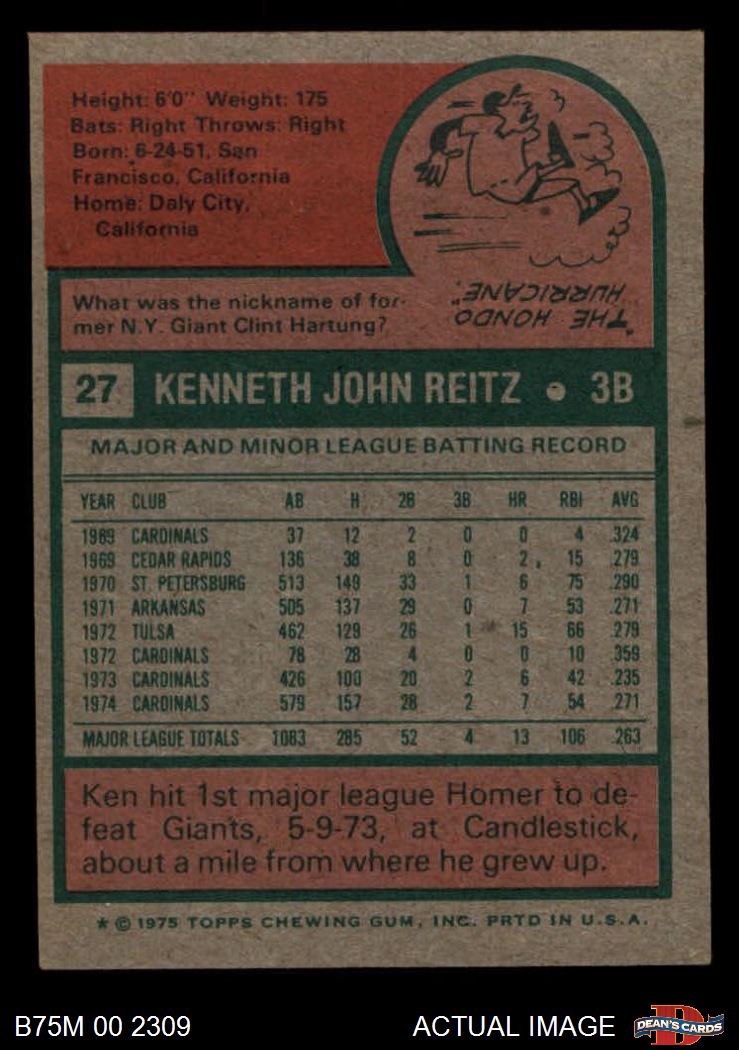 Height: 6'0" Weight: 175
Bats: Right Throws: Right
Born: 6-24-51, San
Francisco, California
Home: Daly City,
California
What was the nickname of for-
mer N.Y. Giant Clint Hartung?
"THE HONDO
HURRICANE."
27 KENNETH JOHN REITZ • 3B
MAJOR AND MINOR LEAGUE BATTING RECORD
YEAR CLUB AB H 2B 3B HR RBI AVG
1969 CARDINALS 37 12 2 0 0 4 .324
1969 CEDAR RAPIDS 136 38 8 0 2 15 .279
1970 ST. PETERSBURG 513 149 33 1 6 75 .290
1971 ARKANSAS 505 137 29 0 7 53 .271
1972 TULSA 462 129 26 1 15 66 .279
1972 CARDINALS 78 28 4 0 0 10 .359
1973 CARDINALS 426 100 20 2 6 42 .235
1974 CARDINALS 579 157 28 2 7 54 .271
MAJOR LEAGUE TOTALS 1083 285 52 4 13 106 .263
Ken hit 1st major league Homer to de-
feat Giants, 5-9-73, at Candlestick,
about a mile from where he grew up.
* © 1975 TOPPS CHEWING GUM, INC. PRTD IN U.S.A.
B75M 00 2309 ACTUAL IMAGE D DEAN'S CARDS